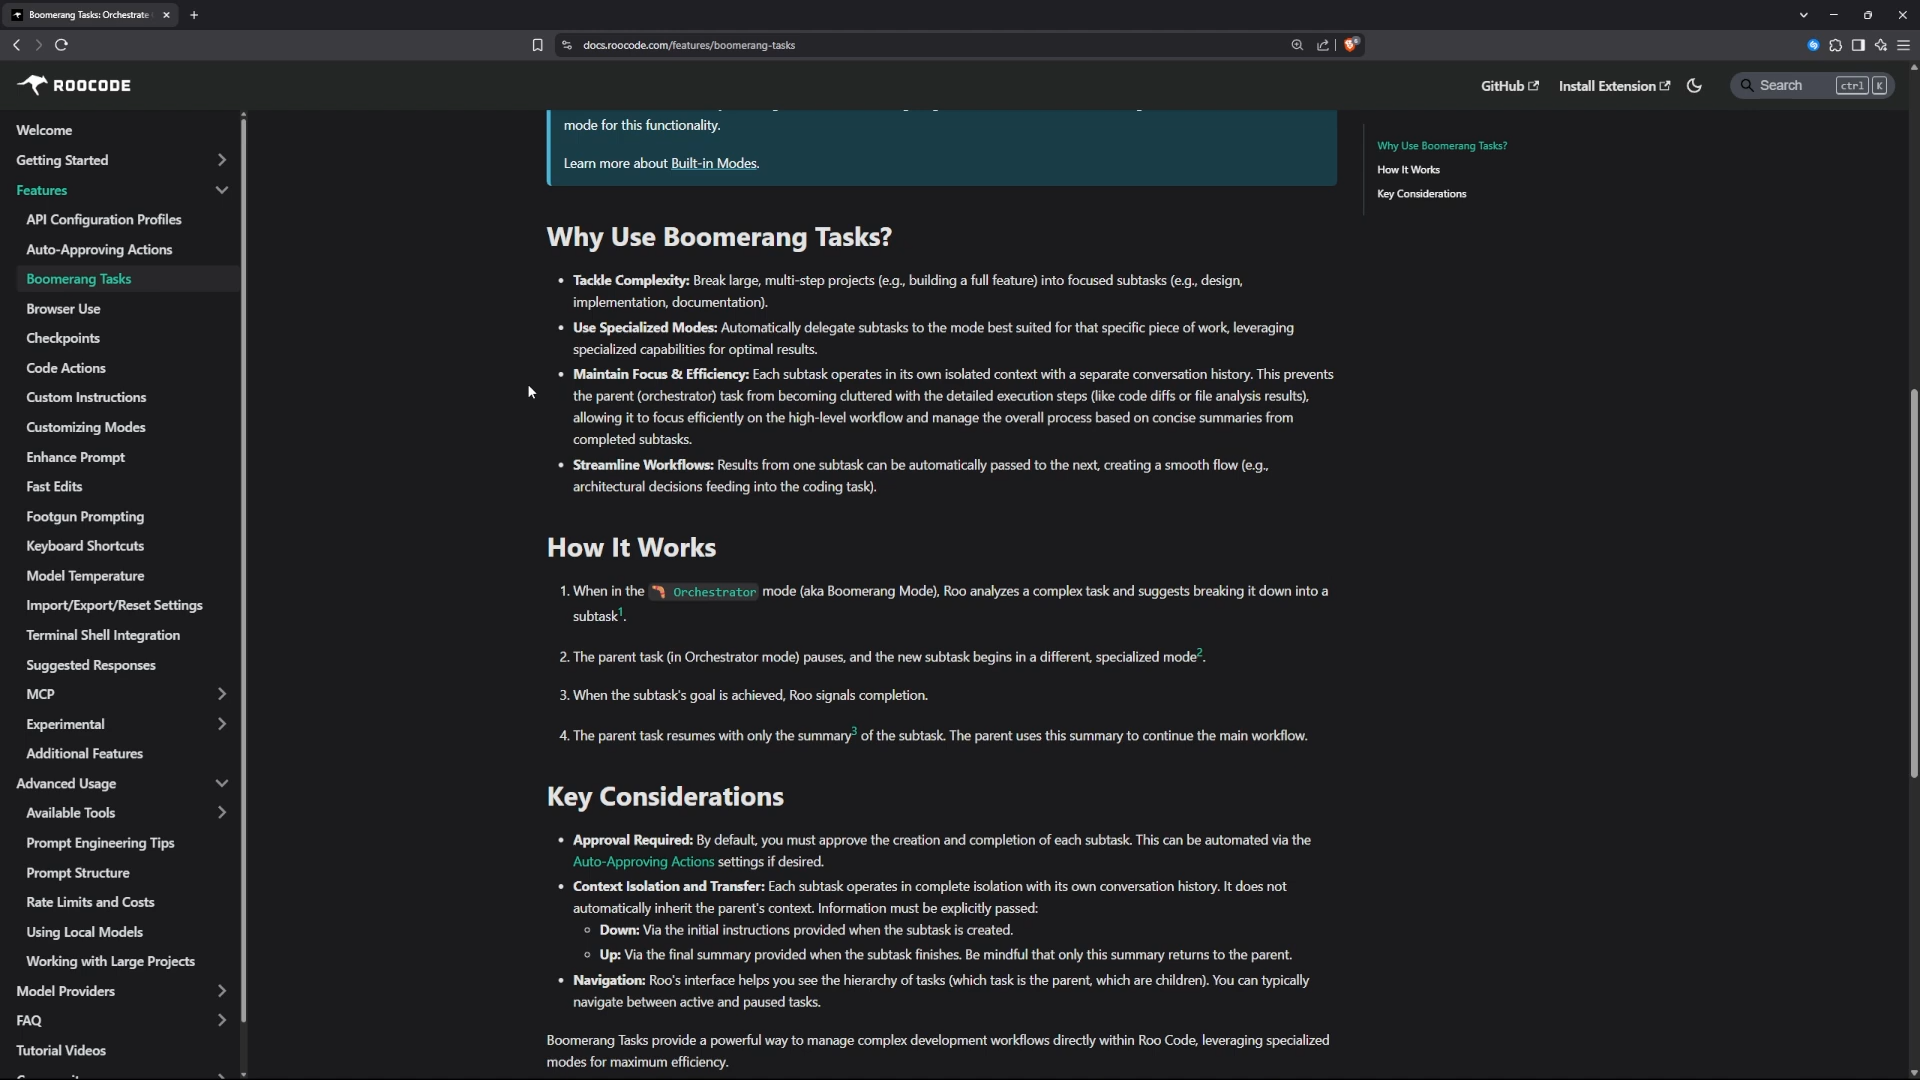 Boomerang Tasks: Orchestrate
docs.roocode.com/features/boomerang-tasks
ROOCODE
GitHub
Install Extension
Search
ctrl K
Welcome
Getting Started
Features
API Configuration Profiles
Auto-Approving Actions
Boomerang Tasks
Browser Use
Checkpoints
Code Actions
Custom Instructions
Customizing Modes
Enhance Prompt
Fast Edits
Footgun Prompting
Keyboard Shortcuts
Model Temperature
Import/Export/Reset Settings
Terminal Shell Integration
Suggested Responses
MCP
Experimental
Additional Features
Advanced Usage
Available Tools
Prompt Engineering Tips
Prompt Structure
Rate Limits and Costs
Using Local Models
Working with Large Projects
Model Providers
FAQ
Tutorial Videos
mode for this functionality.
Learn more about Built-in Modes.
Why Use Boomerang Tasks?
• Tackle Complexity: Break large, multi-step projects (e.g., building a full feature) into focused subtasks (e.g., design,
implementation, documentation).
• Use Specialized Modes: Automatically delegate subtasks to the mode best suited for that specific piece of work, leveraging
specialized capabilities for optimal results.
• Maintain Focus & Efficiency: Each subtask operates in its own isolated context with a separate conversation history. This prevents
the parent (orchestrator) task from becoming cluttered with the detailed execution steps (like code diffs or file analysis results),
allowing it to focus efficiently on the high-level workflow and manage the overall process based on concise summaries from
completed subtasks.
• Streamline Workflows: Results from one subtask can be automatically passed to the next, creating a smooth flow (e.g.,
architectural decisions feeding into the coding task).
How It Works
1. When in the 🪃 Orchestrator mode (aka Boomerang Mode), Roo analyzes a complex task and suggests breaking it down into a
subtask¹.
2. The parent task (in Orchestrator mode) pauses, and the new subtask begins in a different, specialized mode².
3. When the subtask's goal is achieved, Roo signals completion.
4. The parent task resumes with only the summary³ of the subtask. The parent uses this summary to continue the main workflow.
Key Considerations
• Approval Required: By default, you must approve the creation and completion of each subtask. This can be automated via the
Auto-Approving Actions settings if desired.
• Context Isolation and Transfer: Each subtask operates in complete isolation with its own conversation history. It does not
automatically inherit the parent's context. Information must be explicitly passed:
◦ Down: Via the initial instructions provided when the subtask is created.
◦ Up: Via the final summary provided when the subtask finishes. Be mindful that only this summary returns to the parent.
• Navigation: Roo's interface helps you see the hierarchy of tasks (which task is the parent, which are children). You can typically
navigate between active and paused tasks.
Boomerang Tasks provide a powerful way to manage complex development workflows directly within Roo Code, leveraging specialized
modes for maximum efficiency.
Why Use Boomerang Tasks?
How It Works
Key Considerations